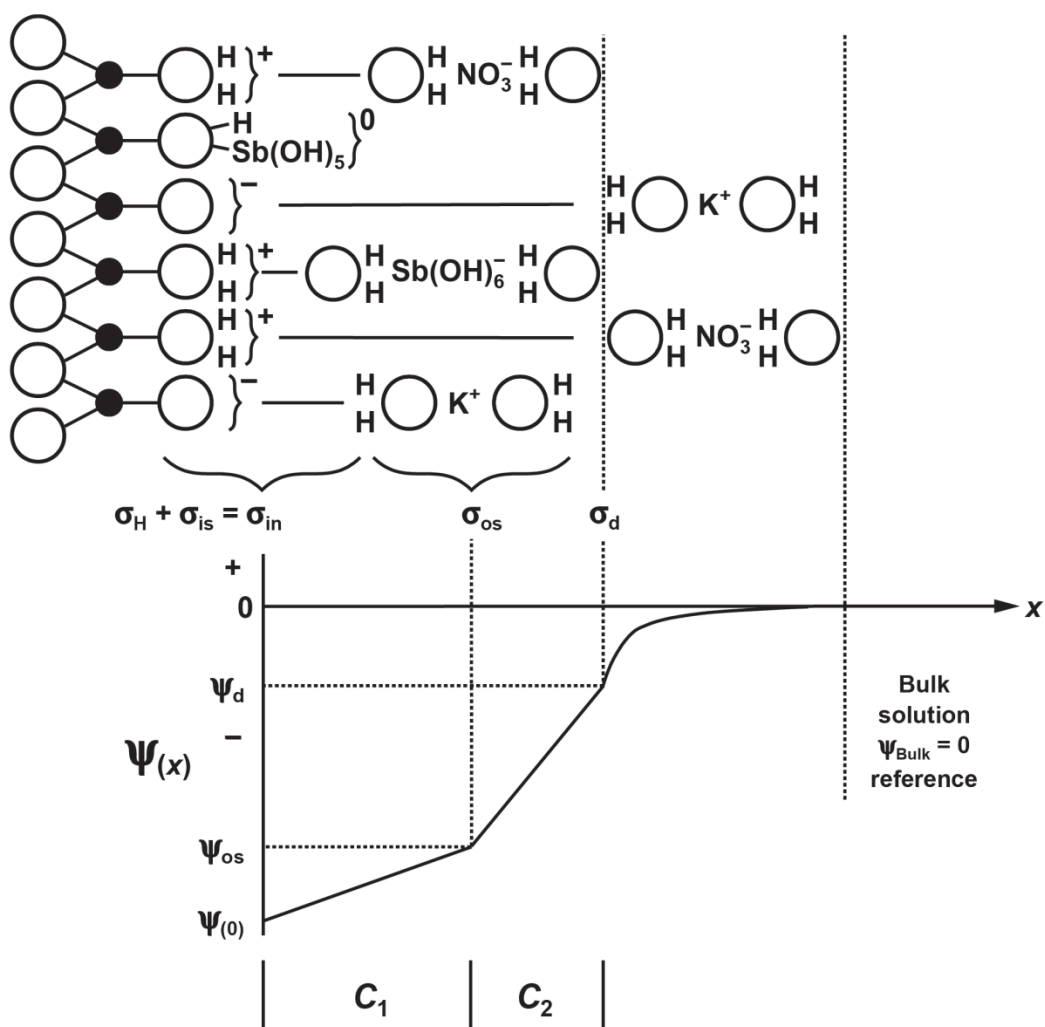 H }+ H NO3− H
H H H
H }0
Sb(OH)5
}− H K+ H
H H
H }+ H Sb(OH)6− H
H H H
H }+ H NO3− H
H H H
}− H K+ H
H H
σH + σis = σin σos σd
+
0 x
ψd
−
Ψ(x)
ψos
ψ(0)
Bulk
solution
ψBulk = 0
reference
C1 C2